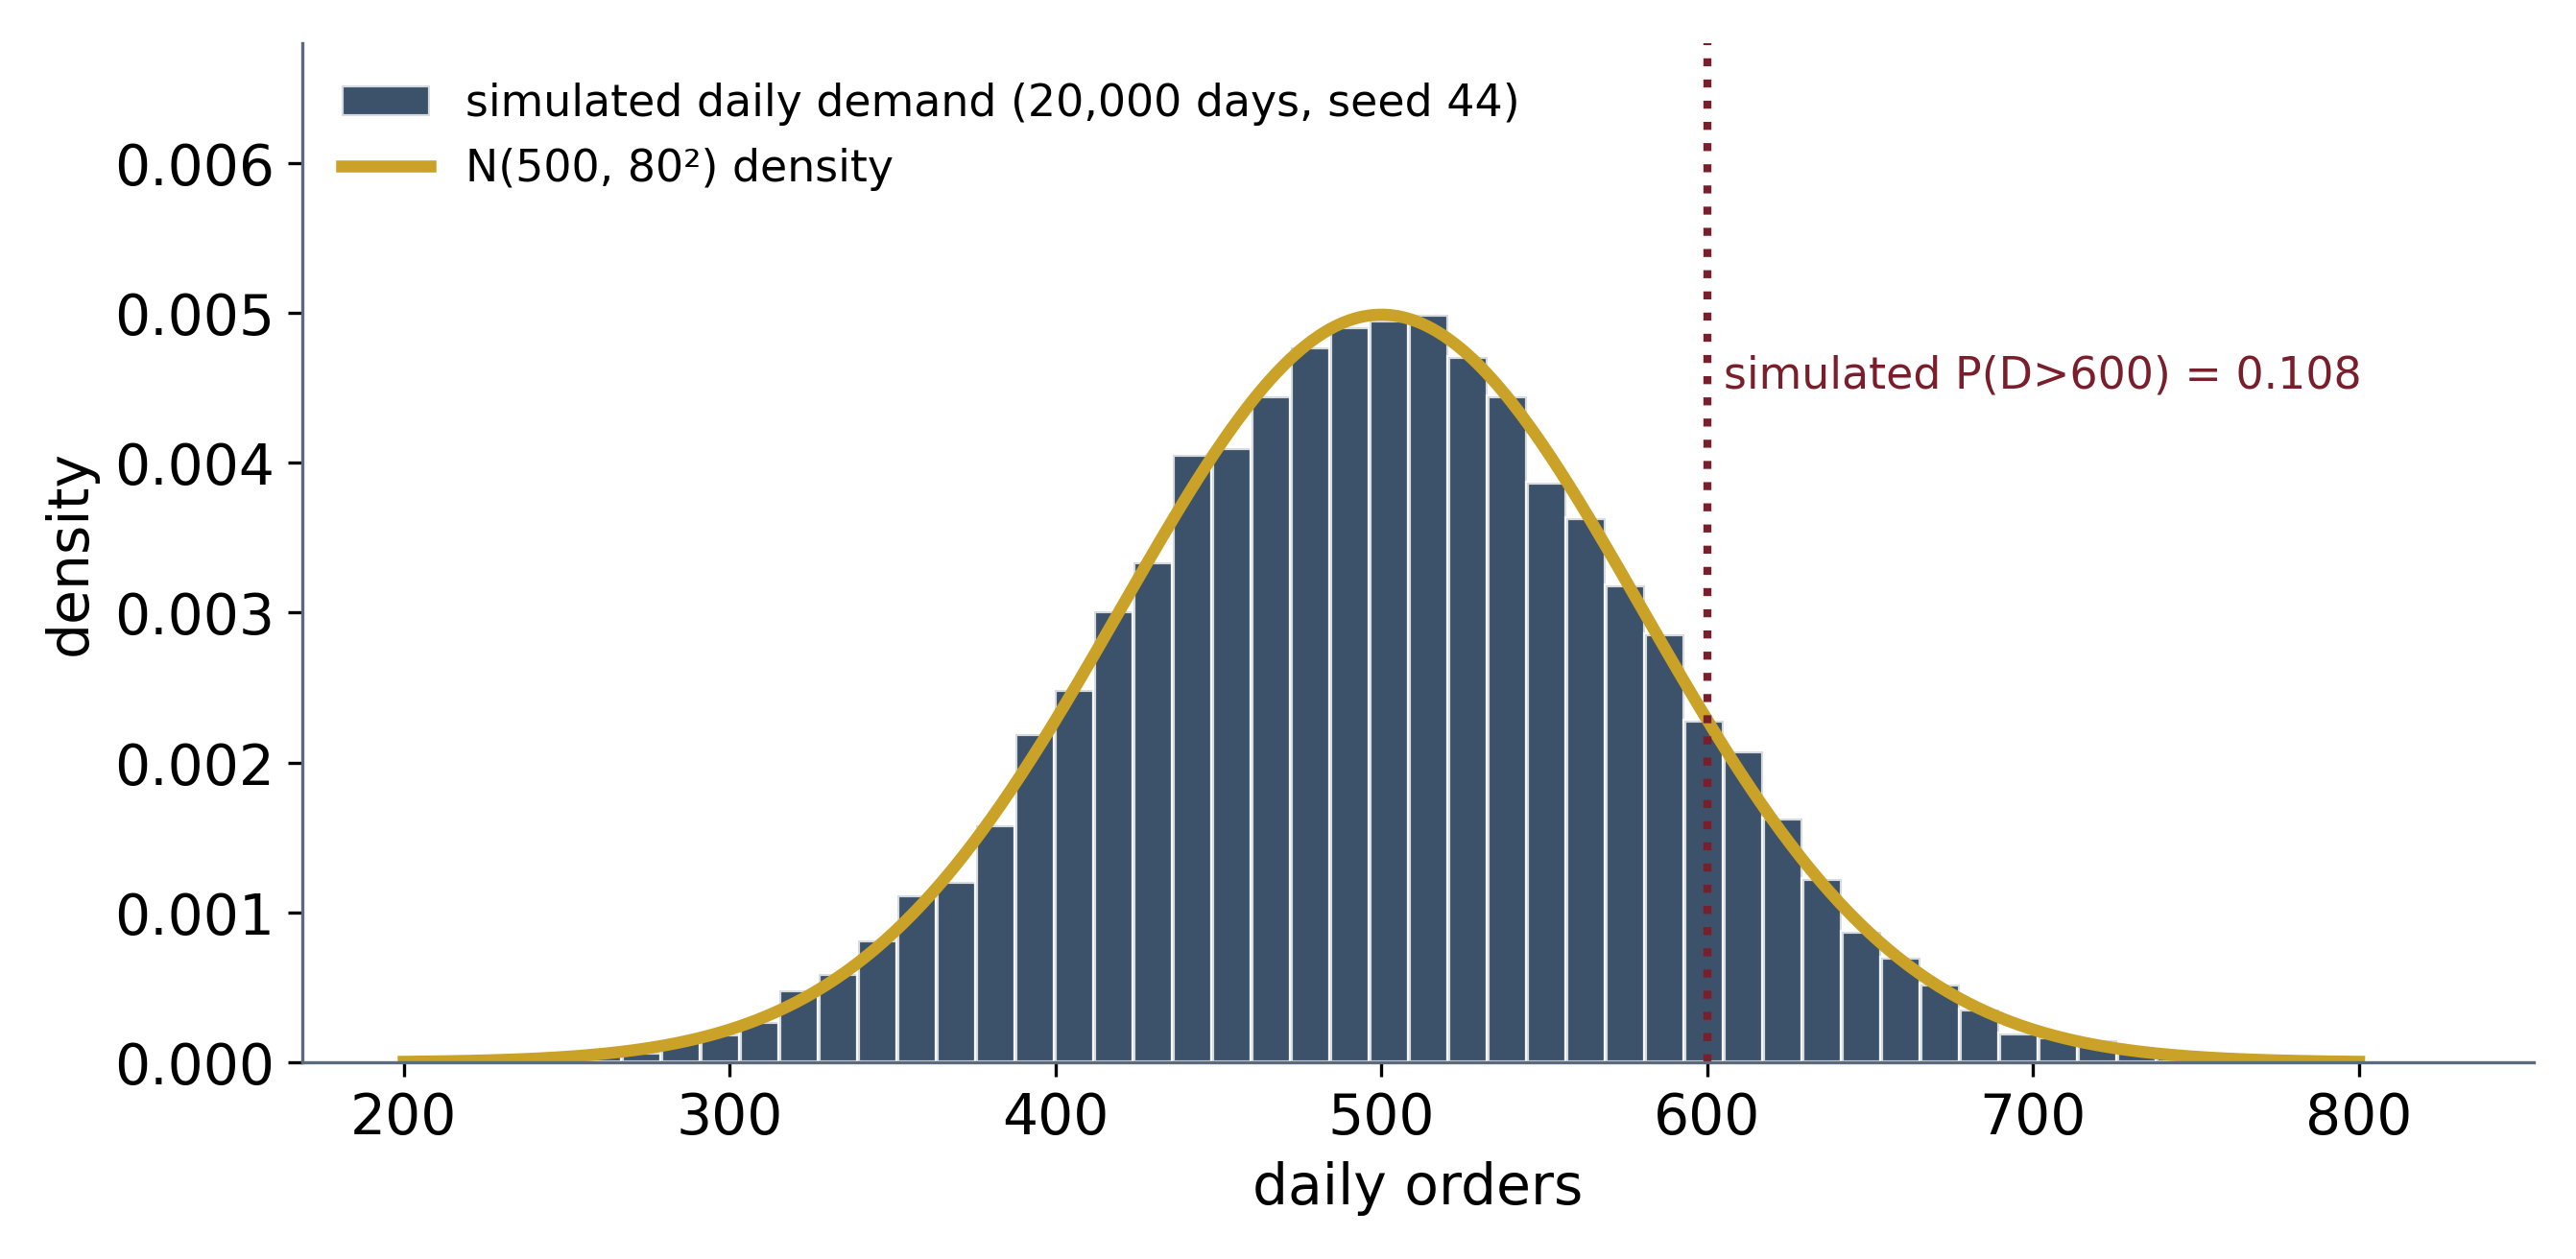 simulated daily demand (20,000 days, seed 44)
N(500, 80²) density
simulated P(D>600) = 0.108
density
0.006
0.005
0.004
0.003
0.002
0.001
0.000
200 300 400 500 600 700 800
daily orders